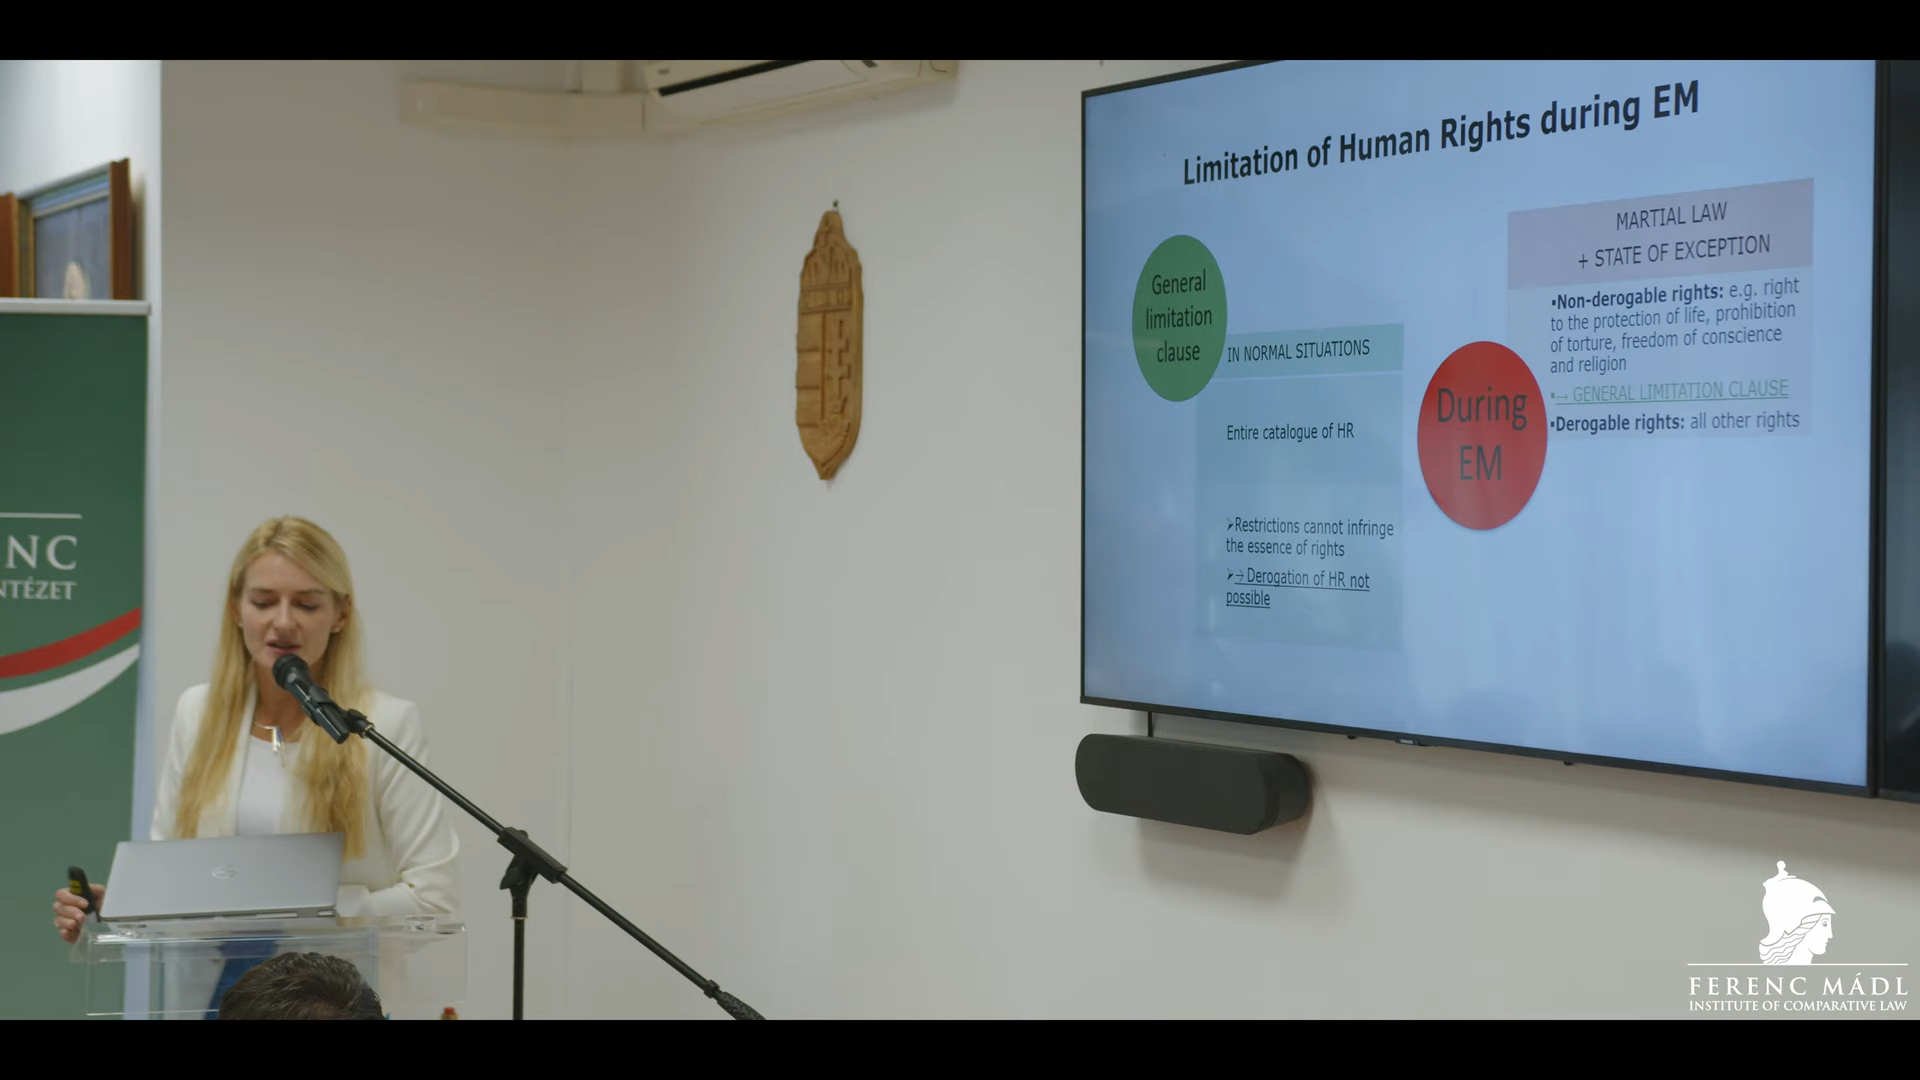 Limitation of Human Rights during EM
General
limitation
clause
IN NORMAL SITUATIONS
Entire catalogue of HR
➢Restrictions cannot infringe
the essence of rights
➢→ Derogation of HR not
possible
During
EM
MARTIAL LAW
+ STATE OF EXCEPTION
▪Non-derogable rights: e.g. right
to the protection of life, prohibition
of torture, freedom of conscience
and religion
▪→ GENERAL LIMITATION CLAUSE
▪Derogable rights: all other rights
NC
NTÉZET
FERENC MÁDL
INSTITUTE OF COMPARATIVE LAW